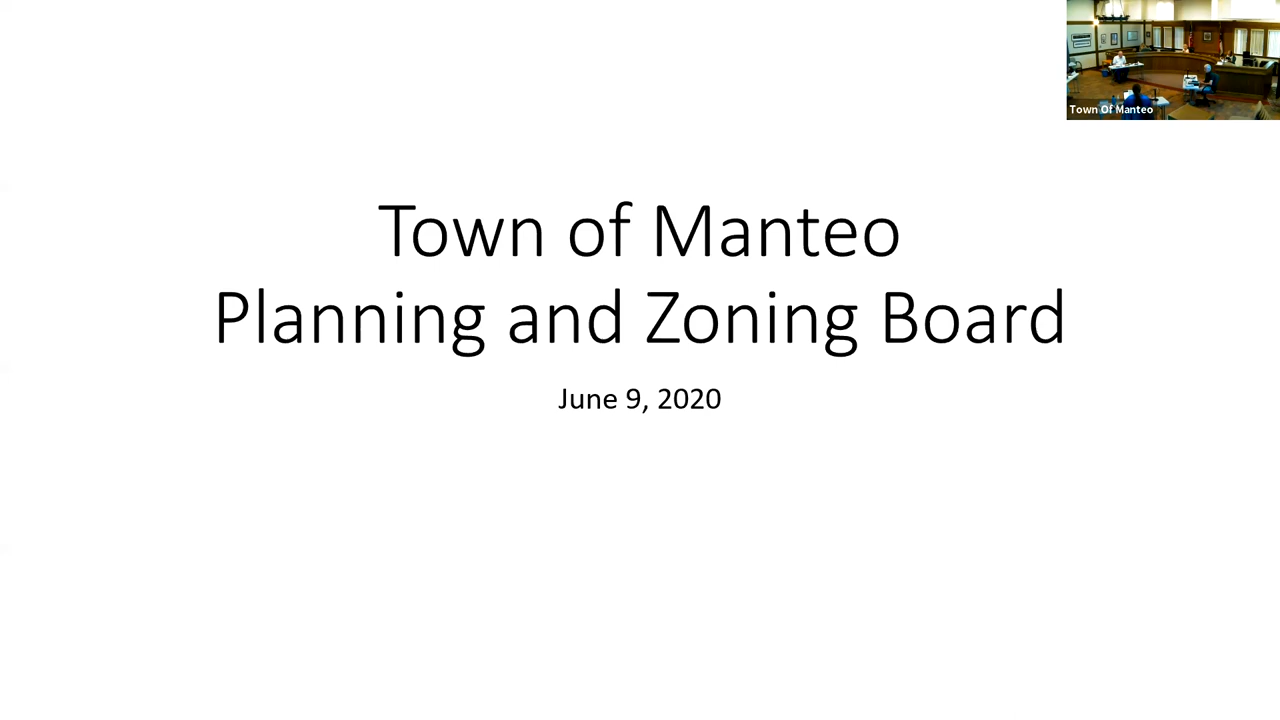 Town Of Manteo
Town of Manteo
Planning and Zoning Board
June 9, 2020